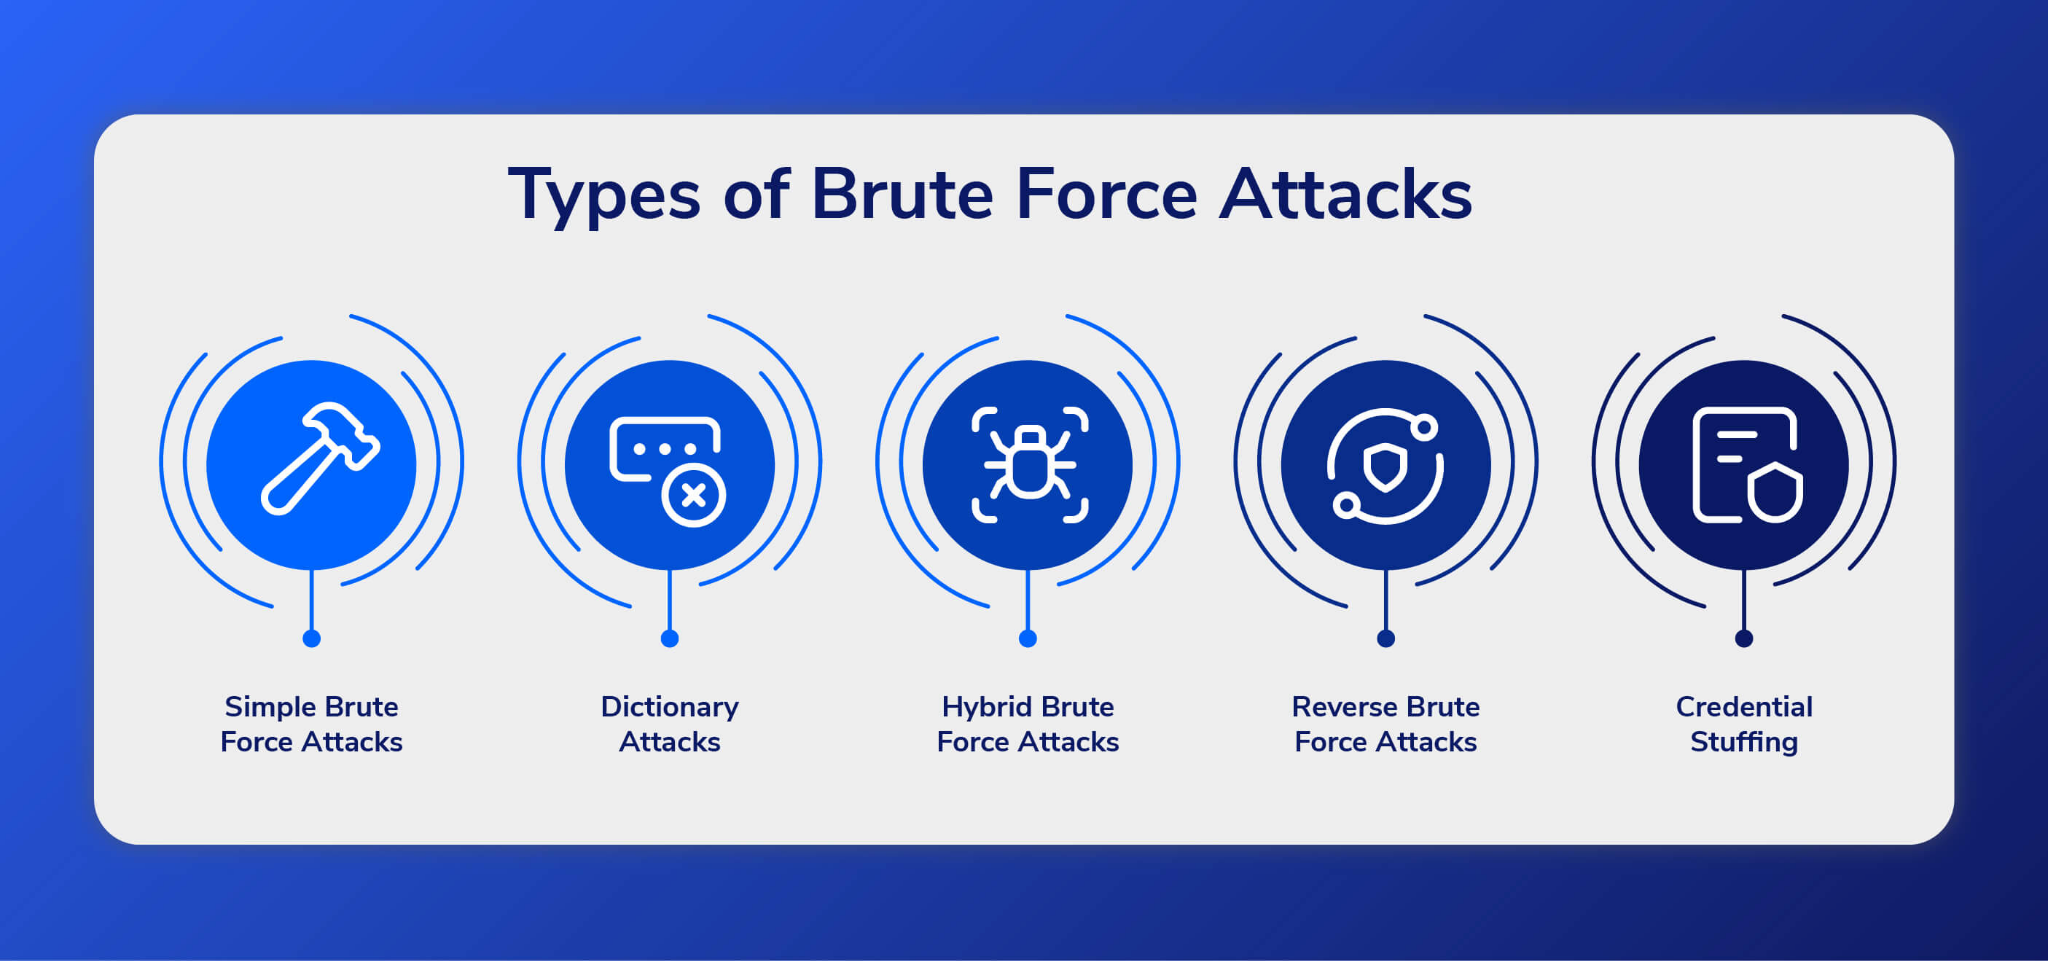 Types of Brute Force Attacks
Simple Brute
Force Attacks
Dictionary
Attacks
Hybrid Brute
Force Attacks
Reverse Brute
Force Attacks
Credential
Stuffing